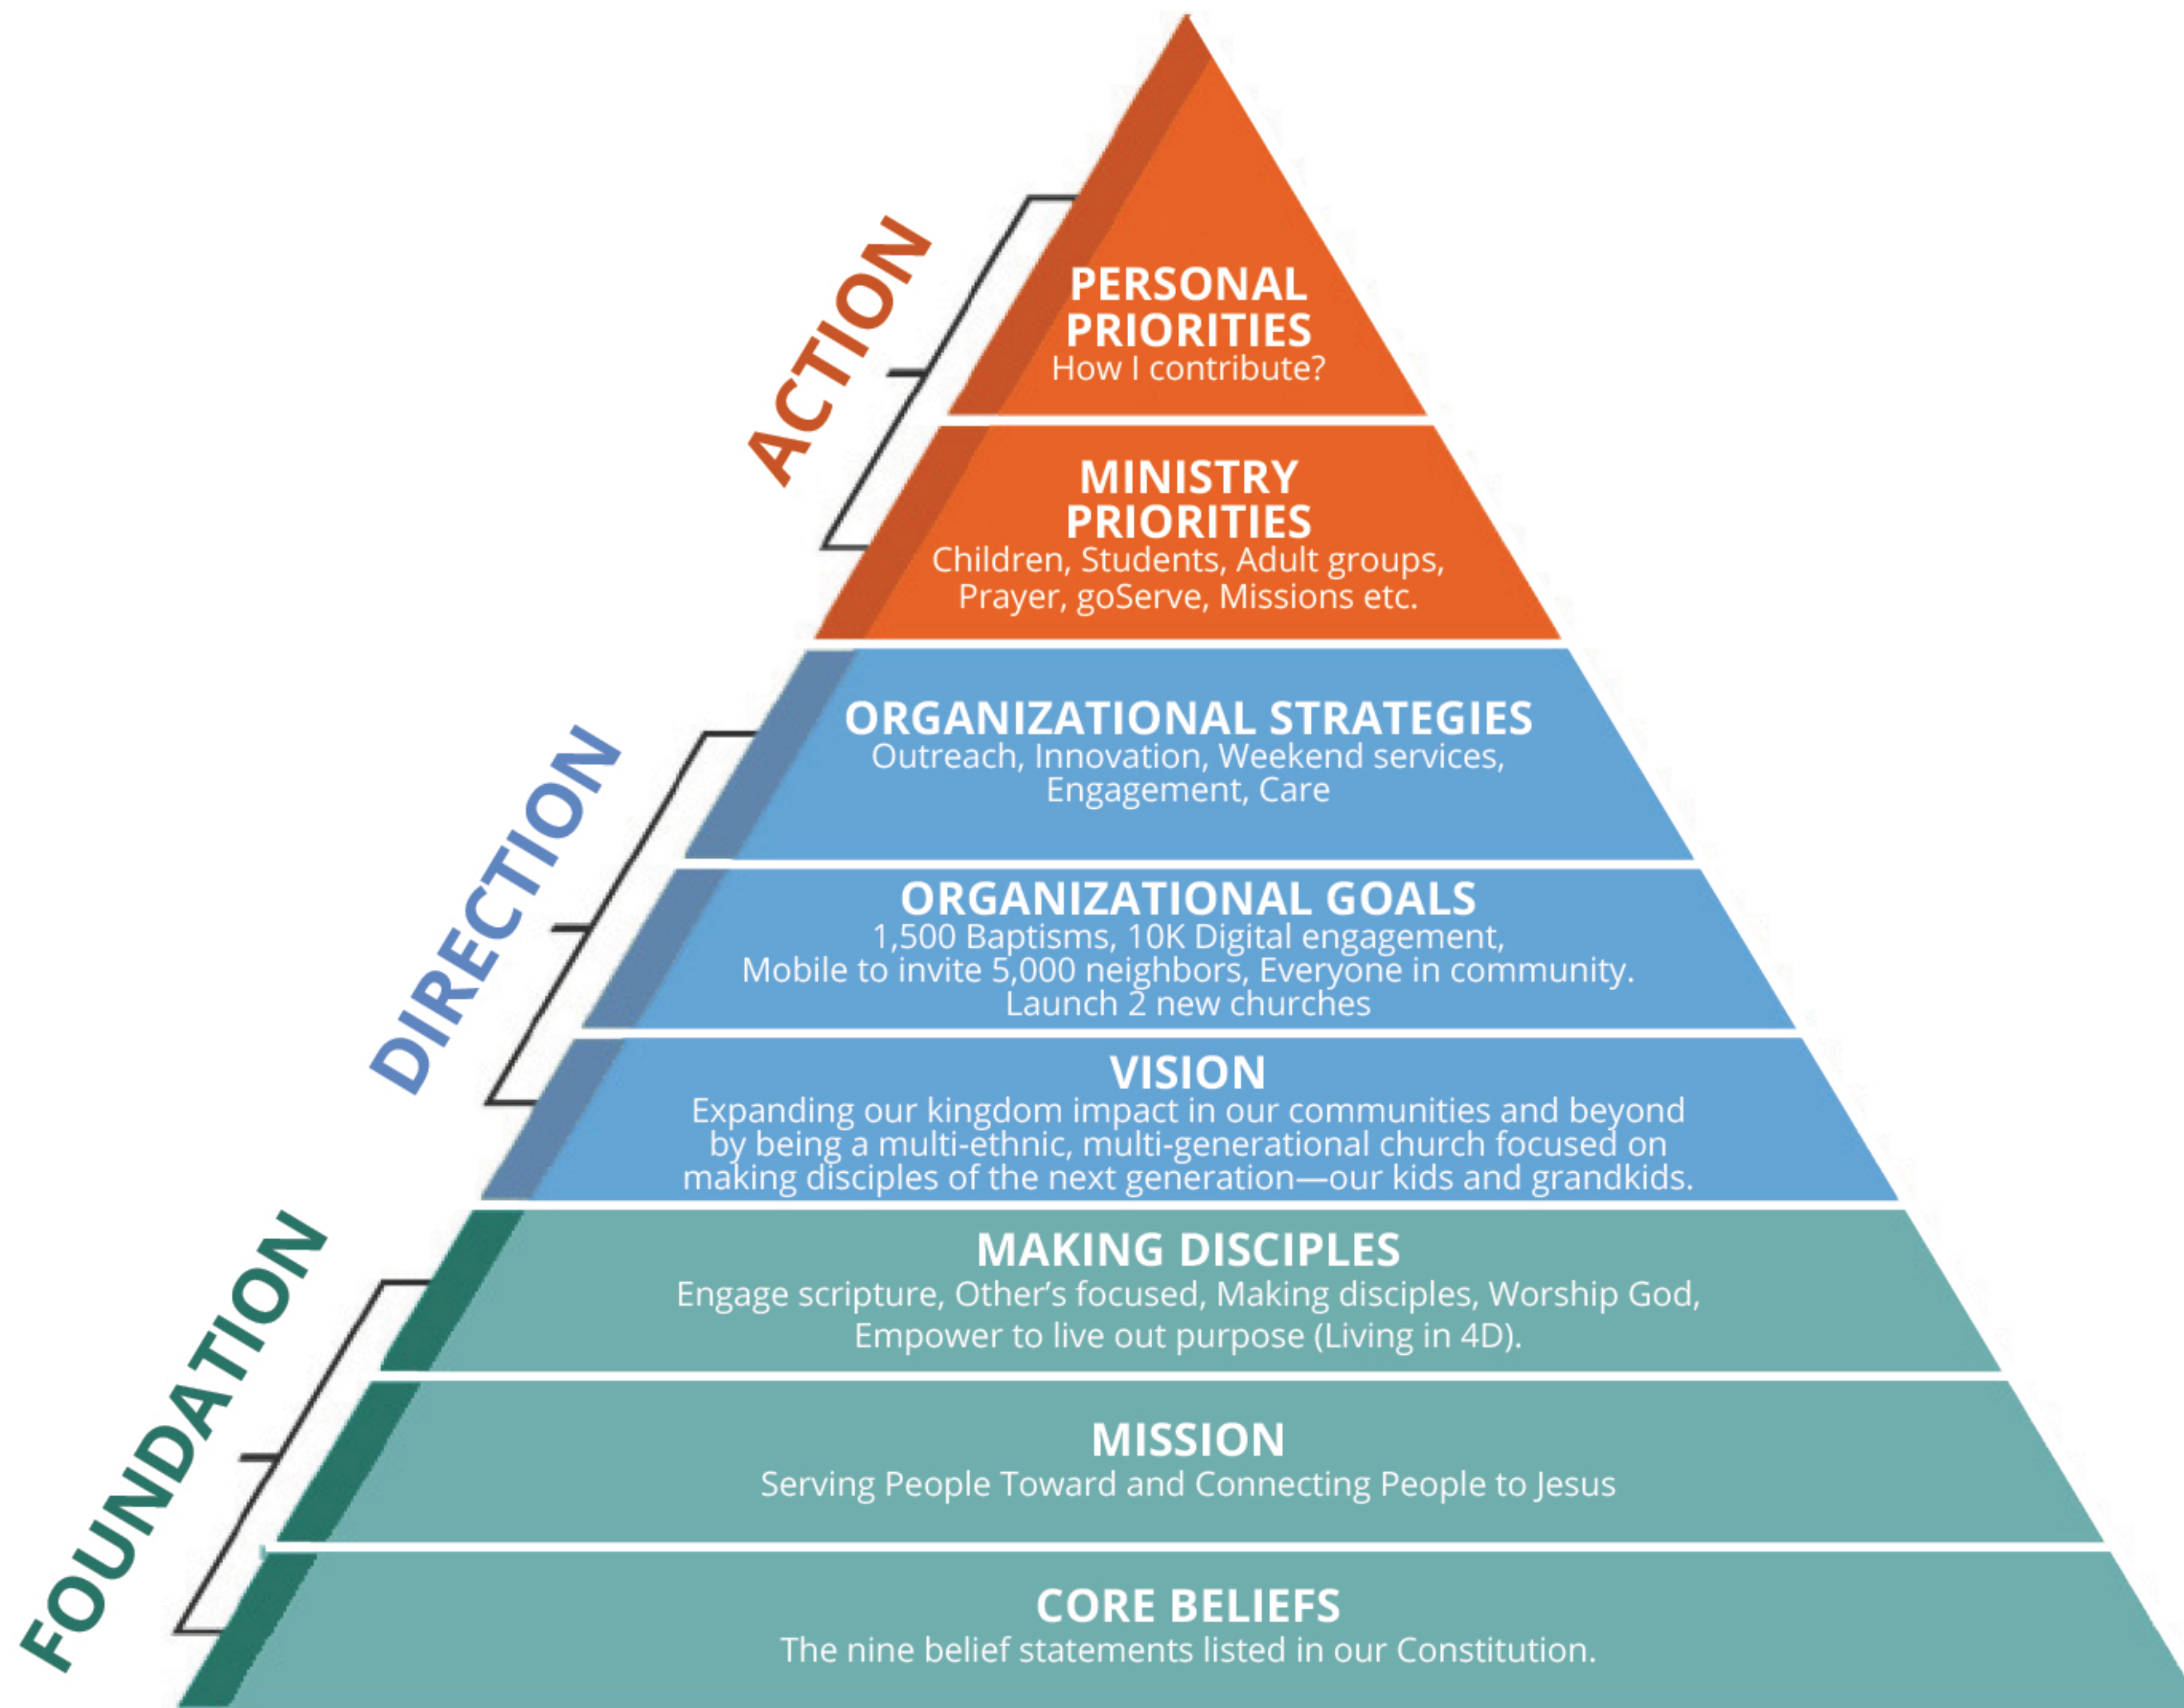 ACTION
PERSONAL
PRIORITIES
How I contribute?
MINISTRY
PRIORITIES
Children, Students, Adult groups,
Prayer, goServe, Missions etc.
DIRECTION
ORGANIZATIONAL STRATEGIES
Outreach, Innovation, Weekend services,
Engagement, Care
ORGANIZATIONAL GOALS
1,500 Baptisms, 10K Digital engagement,
Mobile to invite 5,000 neighbors, Everyone in community.
Launch 2 new churches
VISION
Expanding our kingdom impact in our communities and beyond
by being a multi-ethnic, multi-generational church focused on
making disciples of the next generation—our kids and grandkids.
FOUNDATION
MAKING DISCIPLES
Engage scripture, Other’s focused, Making disciples, Worship God,
Empower to live out purpose (Living in 4D).
MISSION
Serving People Toward and Connecting People to Jesus
CORE BELIEFS
The nine belief statements listed in our Constitution.